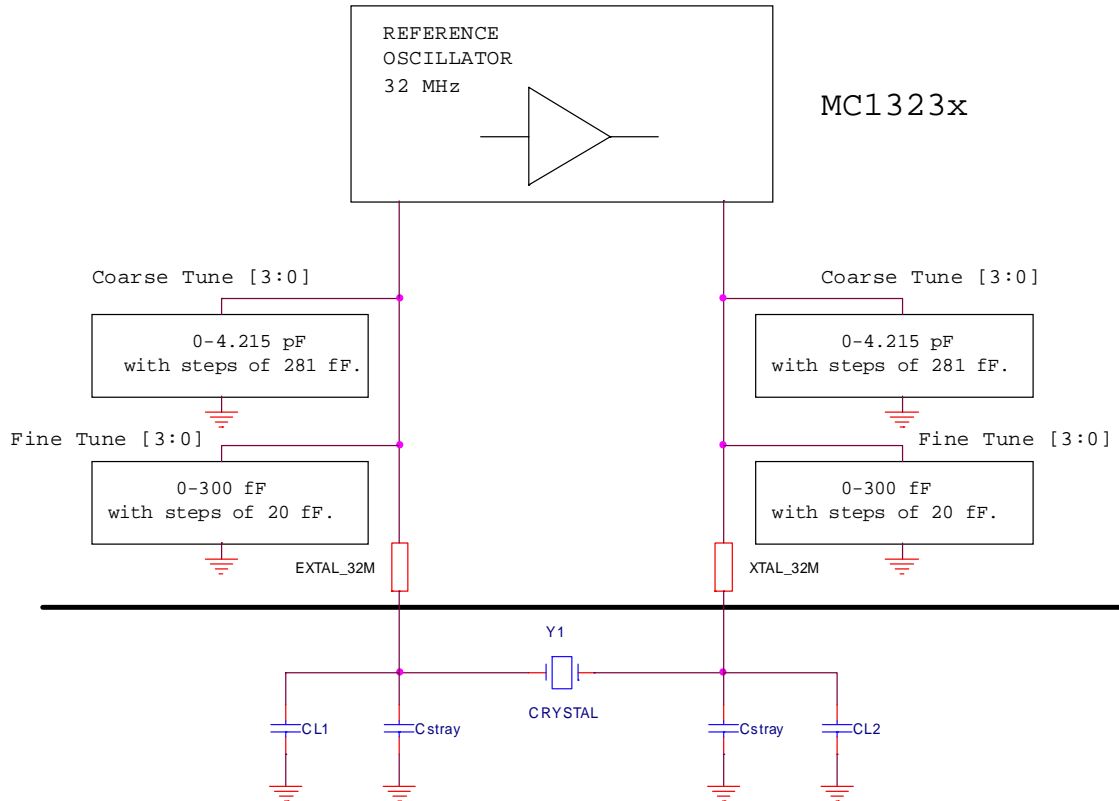 REFERENCE
OSCILLATOR
32 MHz
MC1323x
Coarse Tune [3:0]
Coarse Tune [3:0]
0-4.215 pF
with steps of 281 fF.
0-4.215 pF
with steps of 281 fF.
Fine Tune [3:0]
Fine Tune [3:0]
0-300 fF
with steps of 20 fF.
0-300 fF
with steps of 20 fF.
EXTAL_32M
XTAL_32M
Y1
CRYSTAL
CL1
Cstray
Cstray
CL2